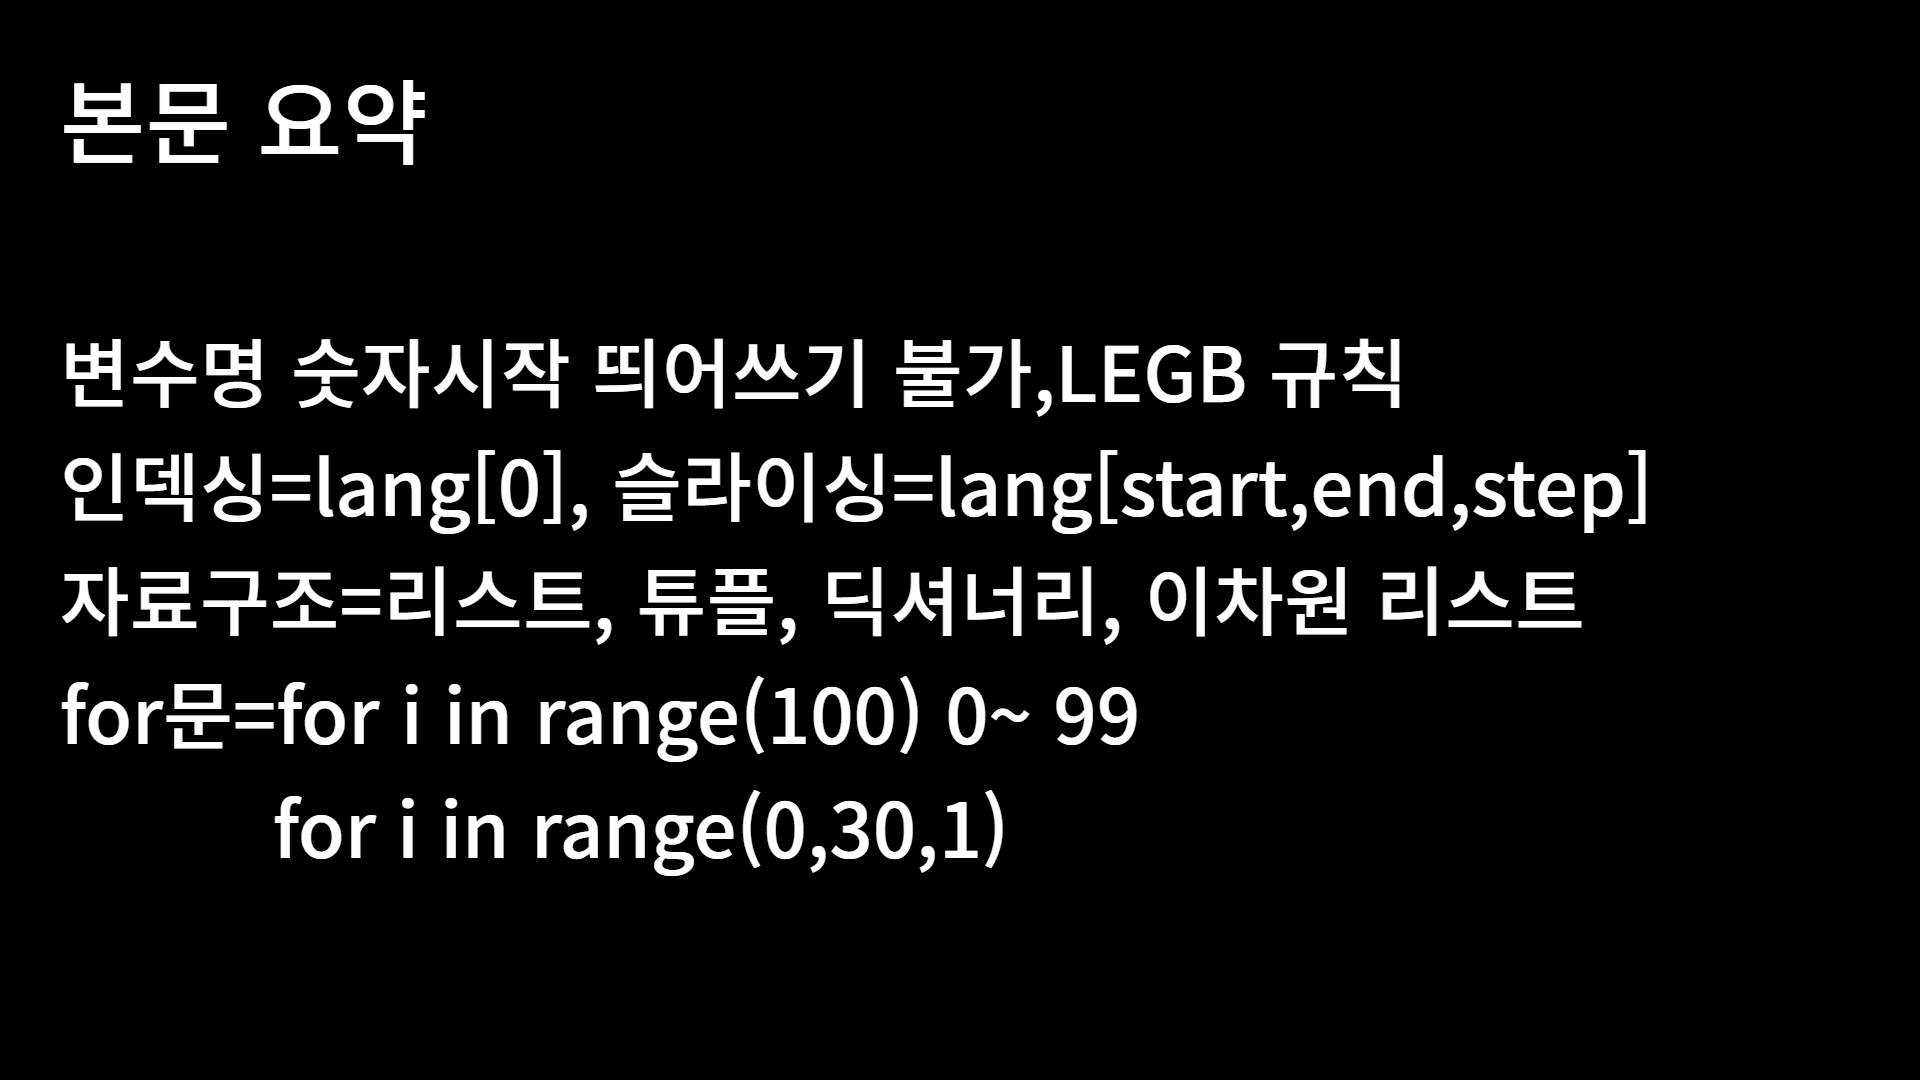 본문 요약
변수명 숫자시작 띄어쓰기 불가,LEGB 규칙
인덱싱=lang[0], 슬라이싱=lang[start,end,step]
자료구조=리스트, 튜플, 딕셔너리, 이차원 리스트
for문=for i in range(100) 0~ 99
for i in range(0,30,1)